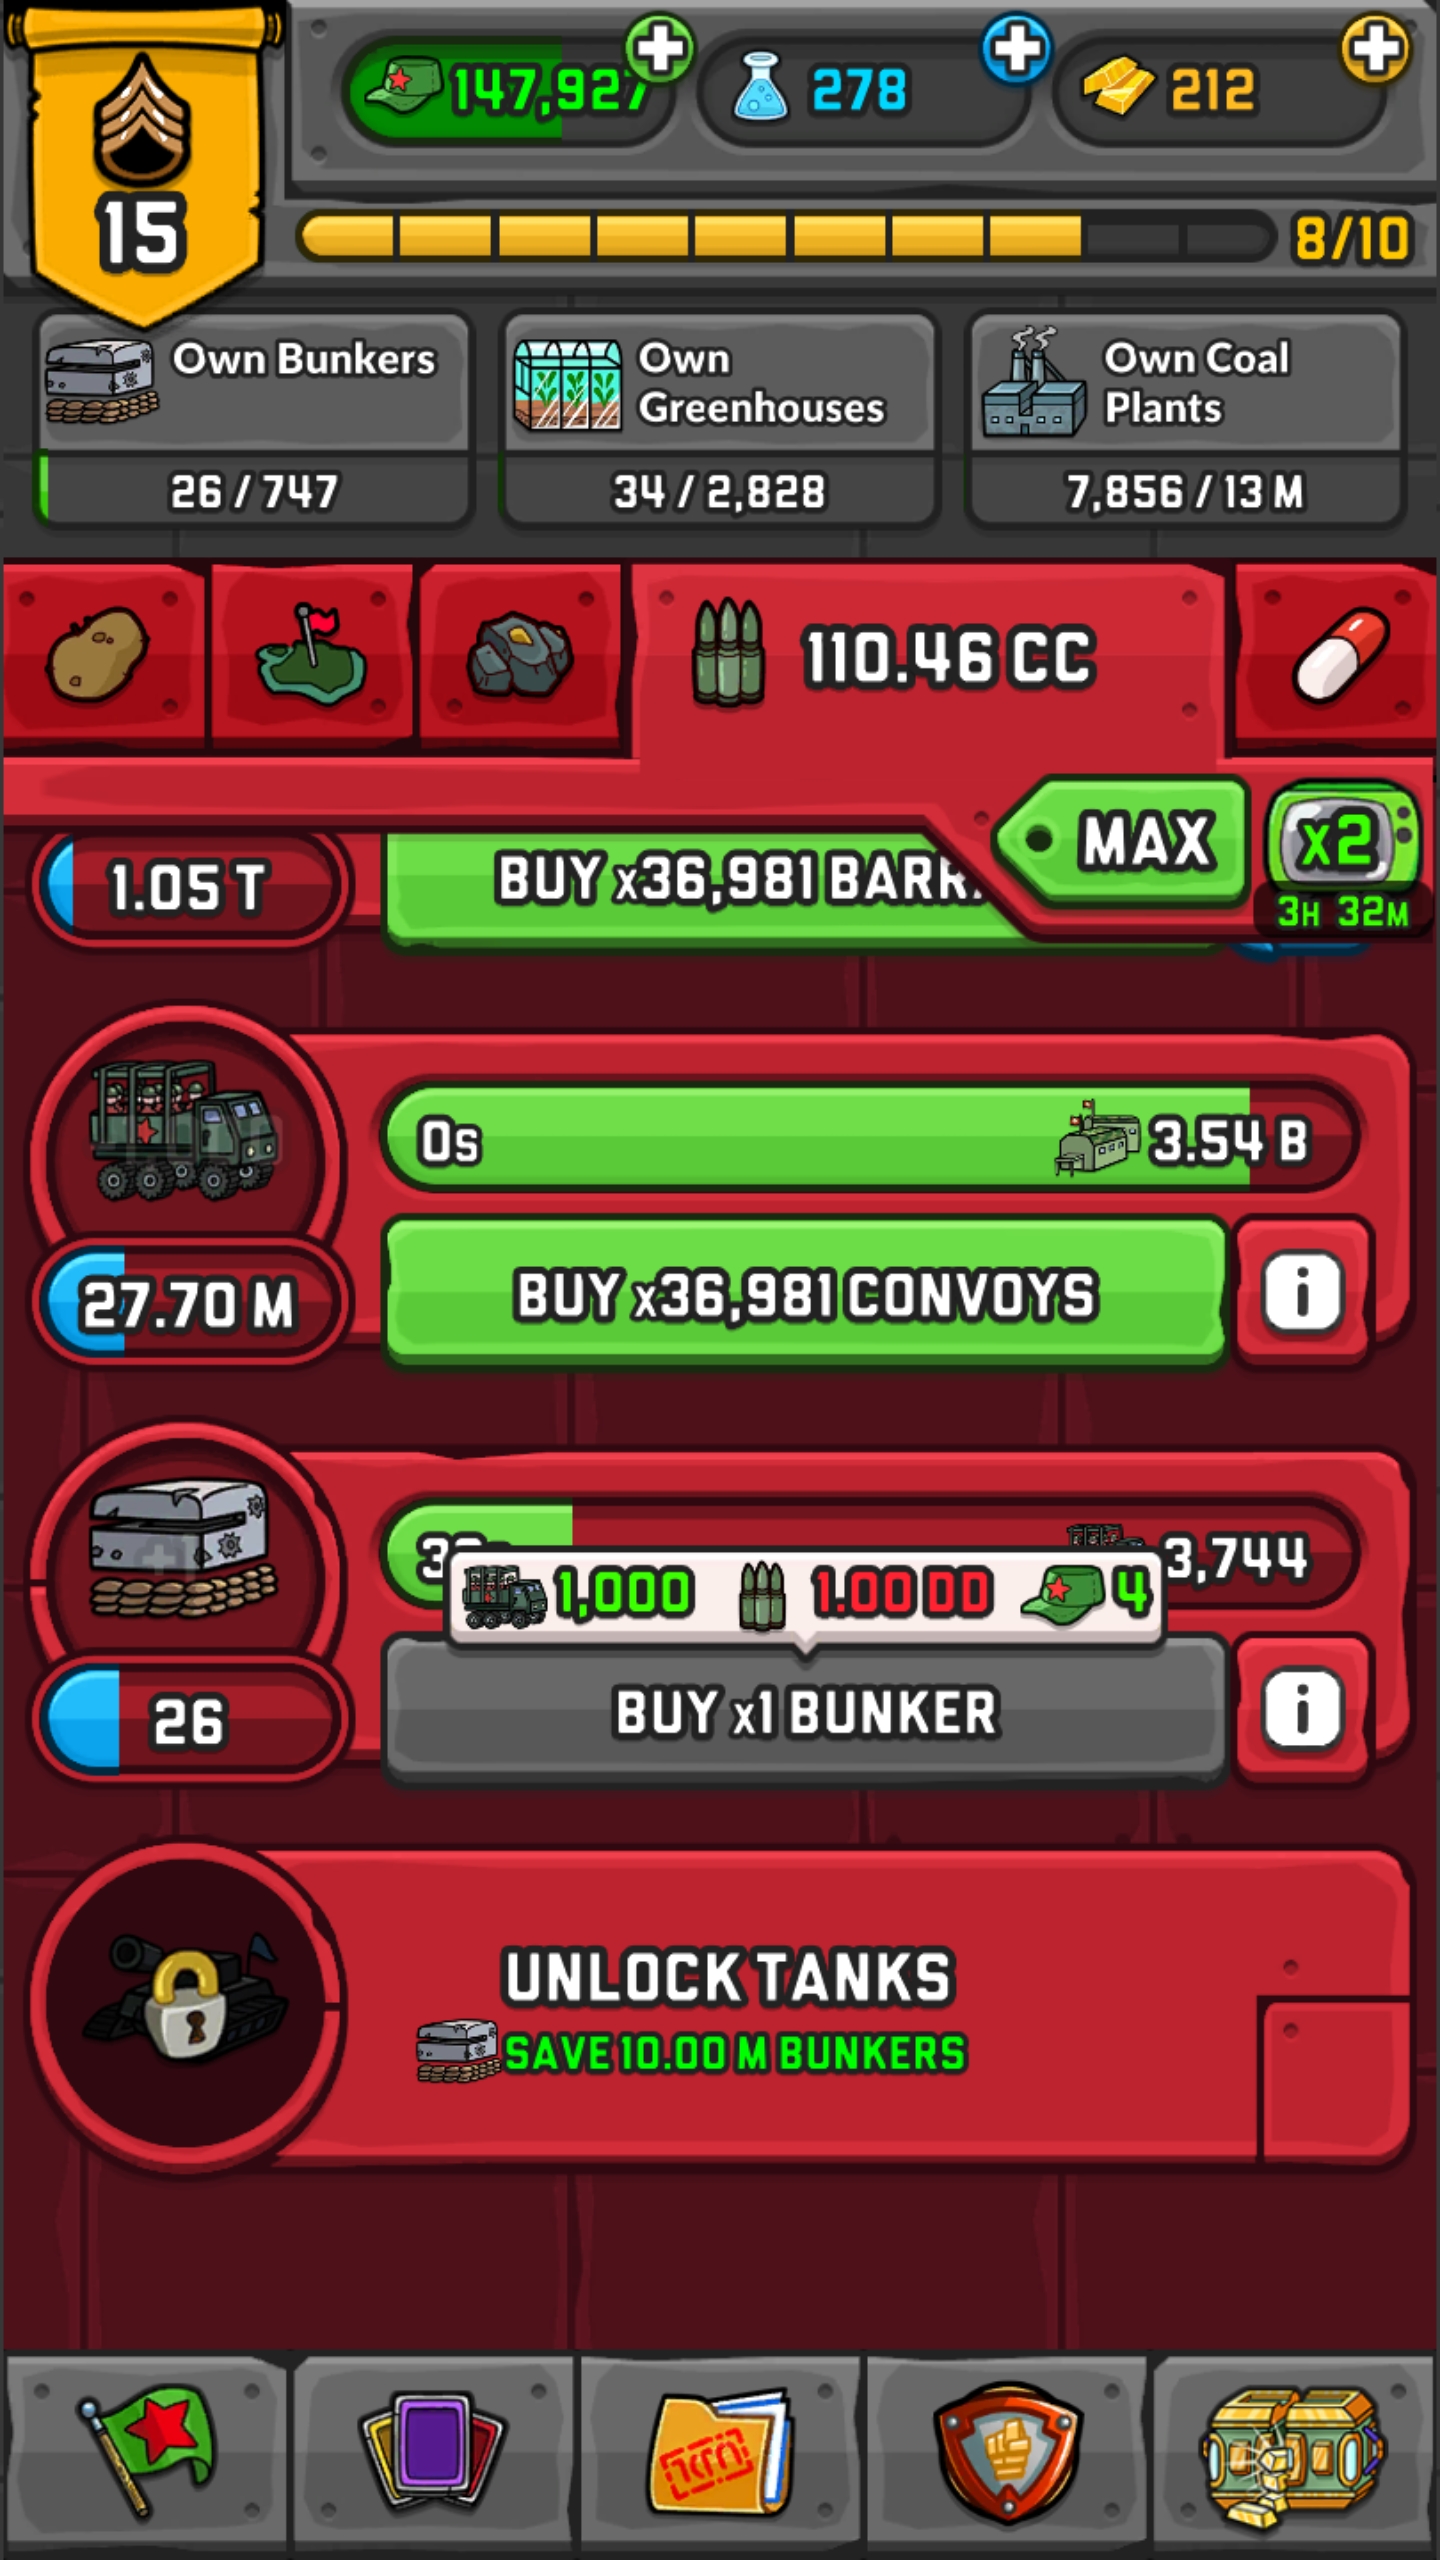 147,927
278
212
15
8/10
Own Bunkers
26 / 747
Own
Greenhouses
34 / 2,828
Own Coal
Plants
7,856 / 13 M
110.46 CC
MAX
x2
3H 32M
1.05 T
BUY x36,981
0s
3.54 B
27.70 M
BUY x36,981 CONVOYS
3,744
1,000
1.00 DD
4
26
BUY x1 BUNKER
UNLOCK TANKS
SAVE 10.00 M BUNKERS